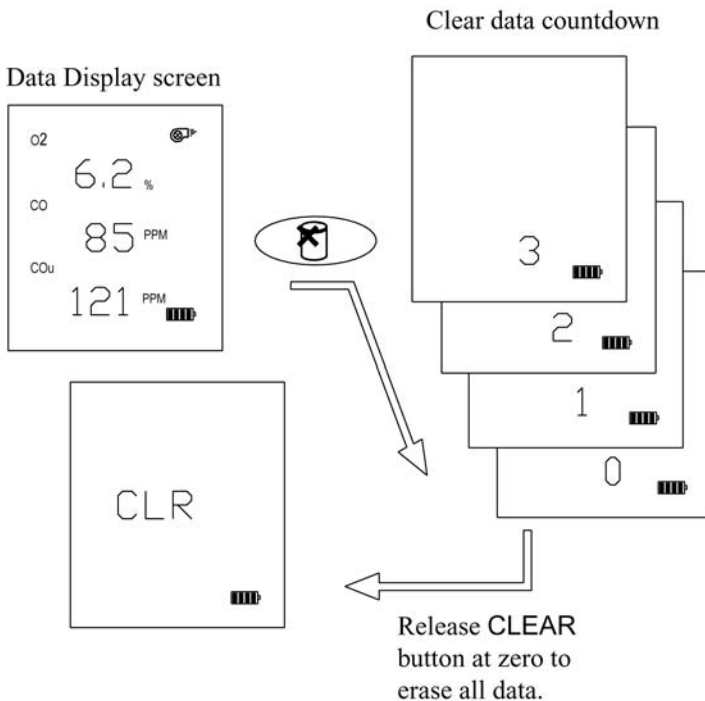 Clear data countdown
Data Display screen
O2
6.2 %
CO
85 PPM
COu
121 PPM
3
2
1
0
CLR
Release CLEAR
button at zero to
erase all data.